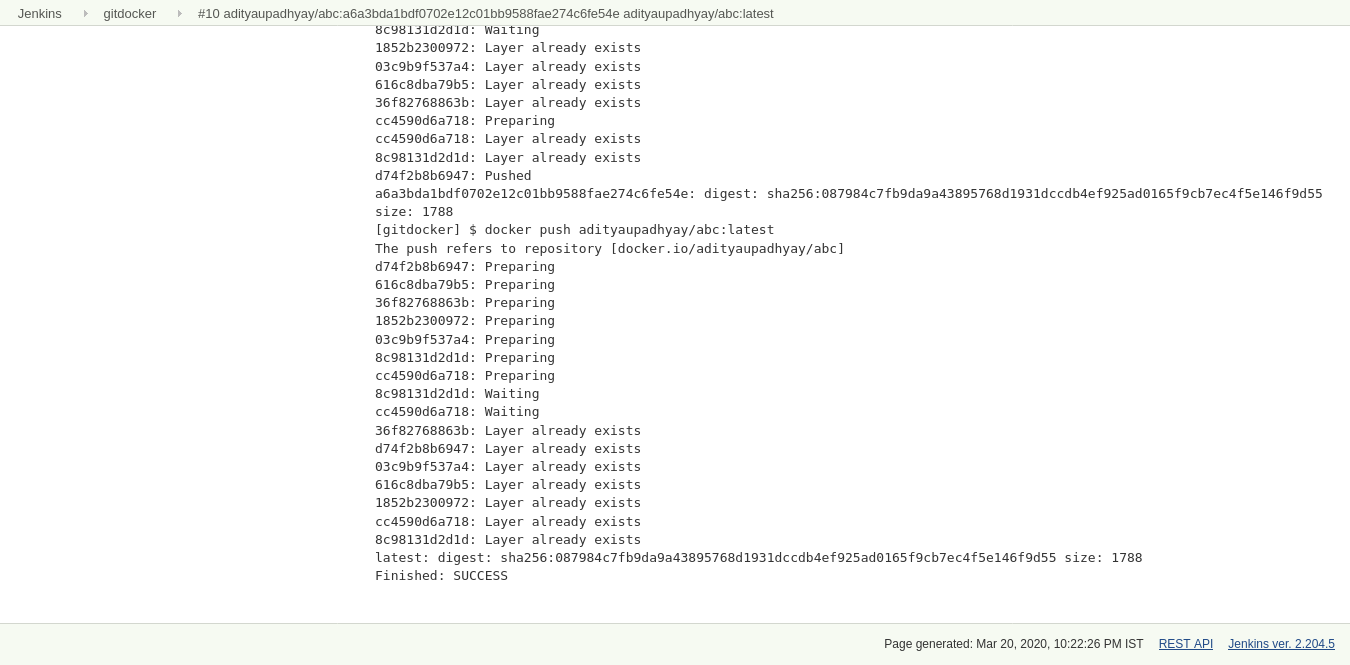 Jenkins gitdocker #10 adityaupadhyay/abc:a6a3bda1bdf0702e12c01bb9588fae274c6fe54e adityaupadhyay/abc:latest
8c98131d2d1d: Waiting
1852b2300972: Layer already exists
03c9b9f537a4: Layer already exists
616c8dba79b5: Layer already exists
36f82768863b: Layer already exists
cc4590d6a718: Preparing
cc4590d6a718: Layer already exists
8c98131d2d1d: Layer already exists
d74f2b8b6947: Pushed
a6a3bda1bdf0702e12c01bb9588fae274c6fe54e: digest: sha256:087984c7fb9da9a43895768d1931dccdb4ef925ad0165f9cb7ec4f5e146f9d55
size: 1788
[gitdocker] $ docker push adityaupadhyay/abc:latest
The push refers to repository [docker.io/adityaupadhyay/abc]
d74f2b8b6947: Preparing
616c8dba79b5: Preparing
36f82768863b: Preparing
1852b2300972: Preparing
03c9b9f537a4: Preparing
8c98131d2d1d: Preparing
cc4590d6a718: Preparing
8c98131d2d1d: Waiting
cc4590d6a718: Waiting
36f82768863b: Layer already exists
d74f2b8b6947: Layer already exists
03c9b9f537a4: Layer already exists
616c8dba79b5: Layer already exists
1852b2300972: Layer already exists
cc4590d6a718: Layer already exists
8c98131d2d1d: Layer already exists
latest: digest: sha256:087984c7fb9da9a43895768d1931dccdb4ef925ad0165f9cb7ec4f5e146f9d55 size: 1788
Finished: SUCCESS
Page generated: Mar 20, 2020, 10:22:26 PM IST REST API Jenkins ver. 2.204.5